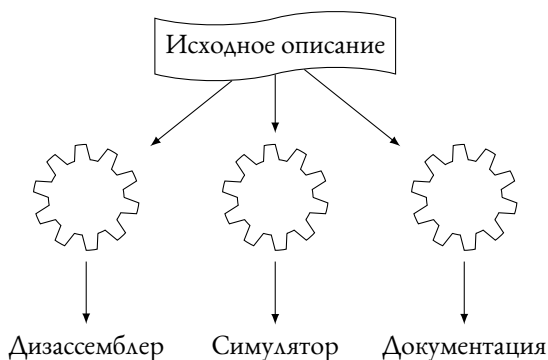 Исходное описание
Дизассемблер
Симулятор
Документация